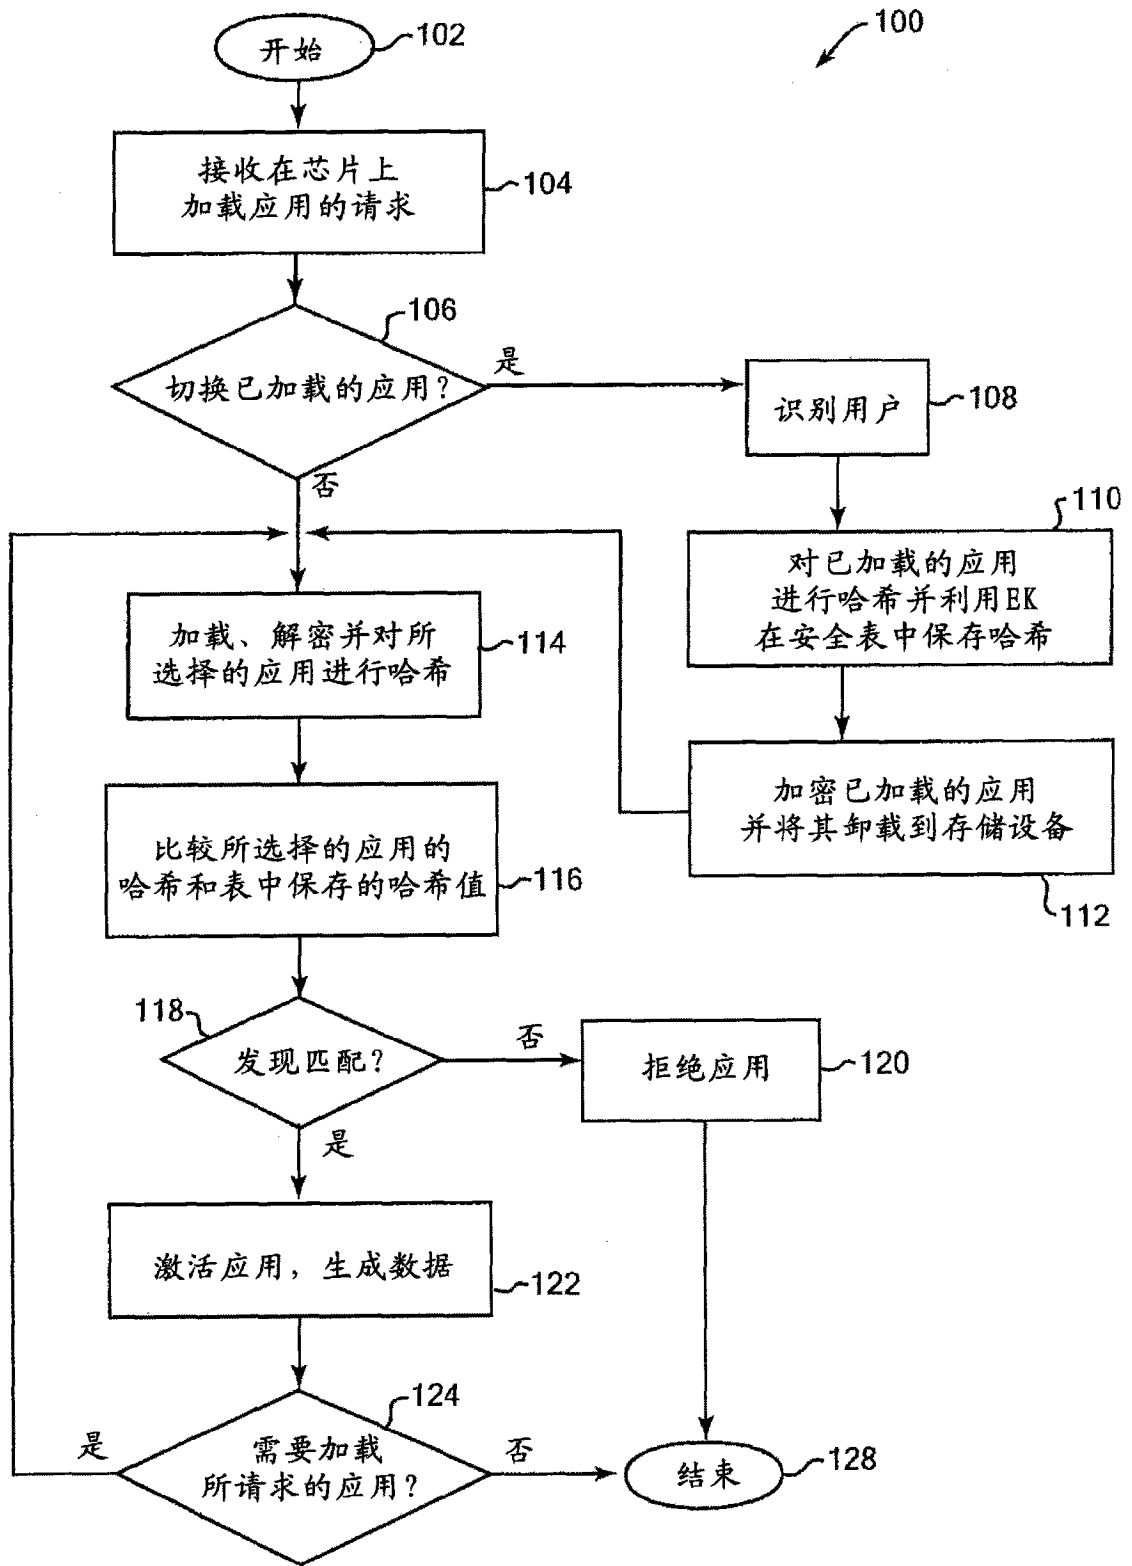 100
开始
102
接收在芯片上
加载应用的请求
104
106
切换已加载的应用?
是
否
识别用户
108
110
对已加载的应用
进行哈希并利用EK
在安全表中保存哈希
加密已加载的应用
并将其卸载到存储设备
112
加载、解密并对所
选择的应用进行哈希
114
比较所选择的应用的
哈希和表中保存的哈希值
116
118
发现匹配?
否
是
拒绝应用
120
激活应用,生成数据
122
124
需要加载
所请求的应用?
是
否
结束
128